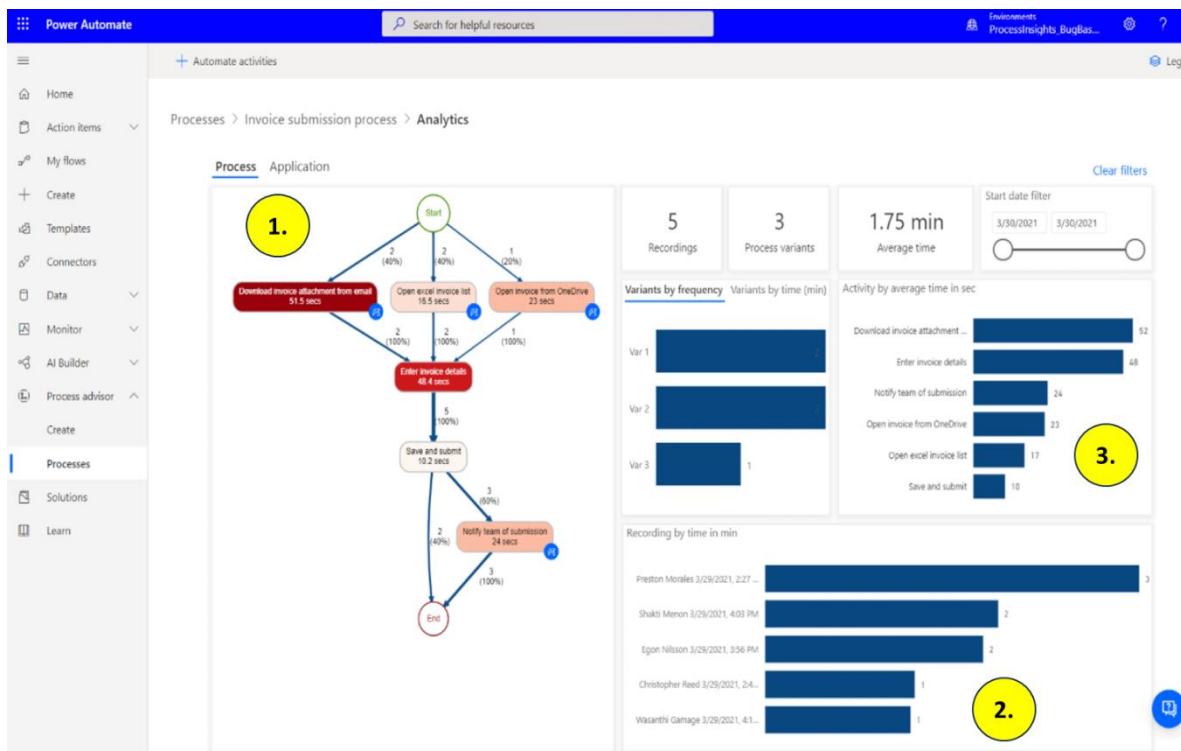 Power Automate
Search for helpful resources
Environments
ProcessInsights_BugBas...
?
Automate activities
Leg
Home
Action items
My flows
Create
Templates
Connectors
Data
Monitor
AI Builder
Process advisor
Create
Processes
Solutions
Learn
Processes > Invoice submission process > Analytics
Process Application
Clear filters
1.
Start
2
(40%)
2
(40%)
1
(20%)
Download invoice attachment from email
51.5 secs
Open excel invoice list
16.5 secs
Open invoice from OneDrive
23 secs
2
(100%)
2
(100%)
1
(100%)
Enter invoice details
48.4 secs
5
(100%)
Save and submit
10.2 secs
3
(60%)
2
(40%)
Notify team of submission
24 secs
3
(100%)
End
5
Recordings
3
Process variants
1.75 min
Average time
Start date filter
3/30/2021 3/30/2021
Variants by frequency Variants by time (min)
Var 1 2
Var 2 2
Var 3 1
Activity by average time in sec
Download invoice attachment ... 52
Enter invoice details 48
Notify team of submission 24
Open invoice from OneDrive 23
Open excel invoice list 17
Save and submit 10
3.
Recording by time in min
Preston Morales 3/29/2021, 2:27 ... 3
Shakti Menon 3/29/2021, 4:03 PM 2
Egon Nilsson 3/29/2021, 3:56 PM 2
Christopher Reed 3/29/2021, 2:4... 1
Wasanthi Gamage 3/29/2021, 4:1... 1
2.